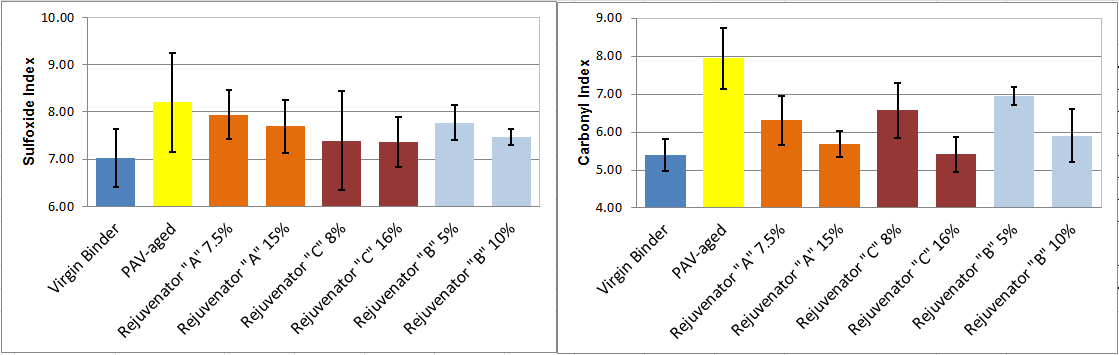 Sulfoxide Index
10.00
9.00
8.00
7.00
6.00
Virgin Binder
PAV-aged
Rejuvenator "A" 7.5%
Rejuvenator "A" 15%
Rejuvenator "C" 8%
Rejuvenator "C" 16%
Rejuvenator "B" 5%
Rejuvenator "B" 10%
Carbonyl Index
9.00
8.00
7.00
6.00
5.00
4.00
Virgin Binder
PAV-aged
Rejuvenator "A" 7.5%
Rejuvenator "A" 15%
Rejuvenator "C" 8%
Rejuvenator "C" 16%
Rejuvenator "B" 5%
Rejuvenator "B" 10%